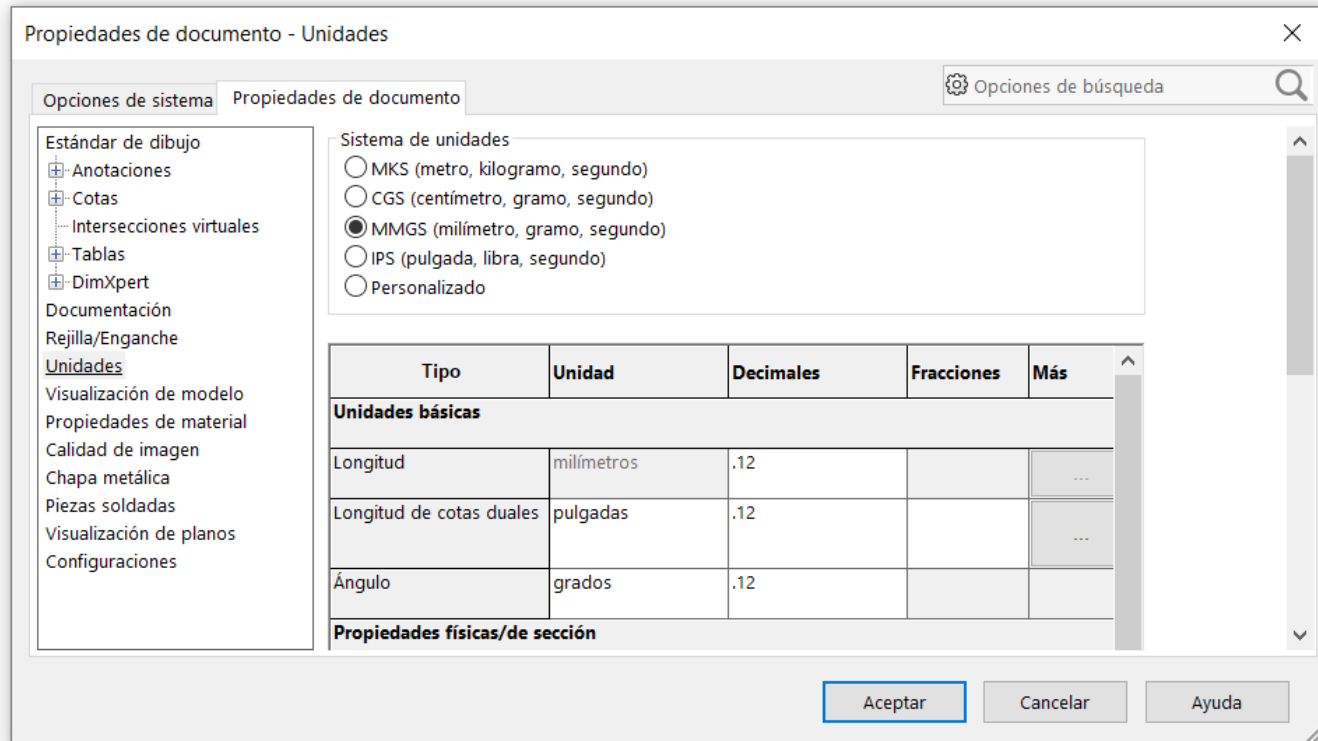 Propiedades de documento - Unidades
Opciones de sistema
Propiedades de documento
Opciones de búsqueda
Estándar de dibujo
Anotaciones
Cotas
Intersecciones virtuales
Tablas
DimXpert
Documentación
Rejilla/Enganche
Unidades
Visualización de modelo
Propiedades de material
Calidad de imagen
Chapa metálica
Piezas soldadas
Visualización de planos
Configuraciones
Sistema de unidades
MKS (metro, kilogramo, segundo)
CGS (centímetro, gramo, segundo)
MMGS (milímetro, gramo, segundo)
IPS (pulgada, libra, segundo)
Personalizado
Tipo Unidad Decimales Fracciones Más
Unidades básicas
Longitud milímetros .12 ...
Longitud de cotas duales pulgadas .12 ...
Ángulo grados .12
Propiedades físicas/de sección
Aceptar Cancelar Ayuda